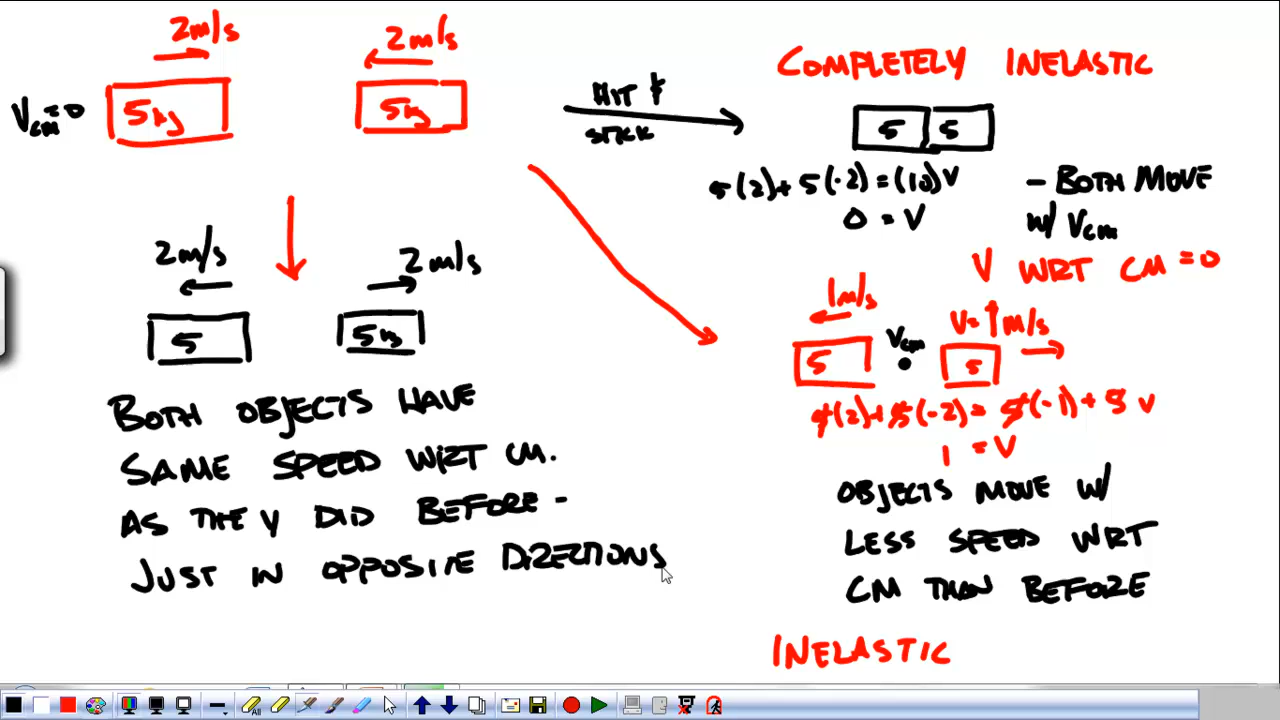 2m/s
2m/s
Vcm=0
5kg
5kg
HIT &
STICK
COMPLETELY INELASTIC
5 5
5(2)+5(-2)=(10)V
0 = V
- BOTH MOVE
W/ Vcm
V WRT CM = 0
2m/s
2m/s
5
5kg
BOTH OBJECTS HAVE
SAME SPEED WRT CM.
AS THEY DID BEFORE -
JUST IN OPPOSITE DIRECTIONS
1m/s
V=1m/s
5
Vcm
5
5(2)+5(-2)=5(-1)+5V
1 = V
OBJECTS MOVE W/
LESS SPEED WRT
CM THAN BEFORE
INELASTIC
All